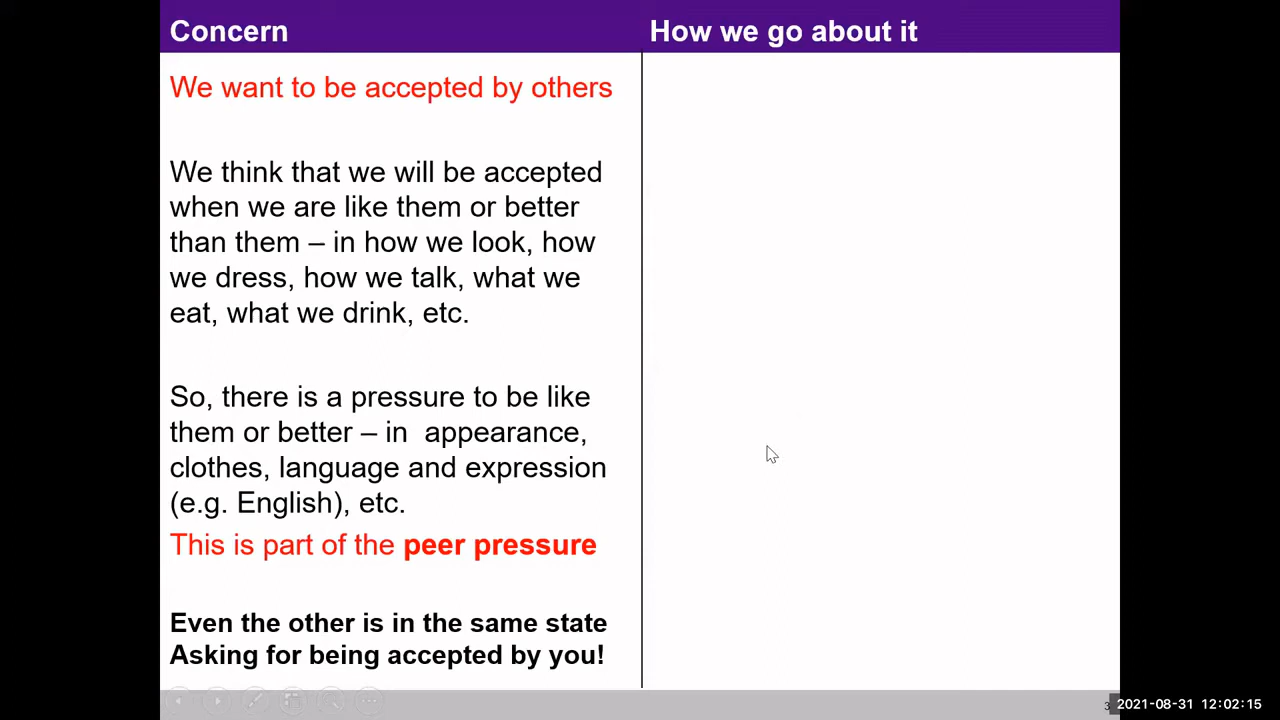 Concern
How we go about it
We want to be accepted by others
We think that we will be accepted
when we are like them or better
than them – in how we look, how
we dress, how we talk, what we
eat, what we drink, etc.
So, there is a pressure to be like
them or better – in  appearance,
clothes, language and expression
(e.g. English), etc.
This is part of the peer pressure
Even the other is in the same state
Asking for being accepted by you!
3
2021-08-31 12:02:15